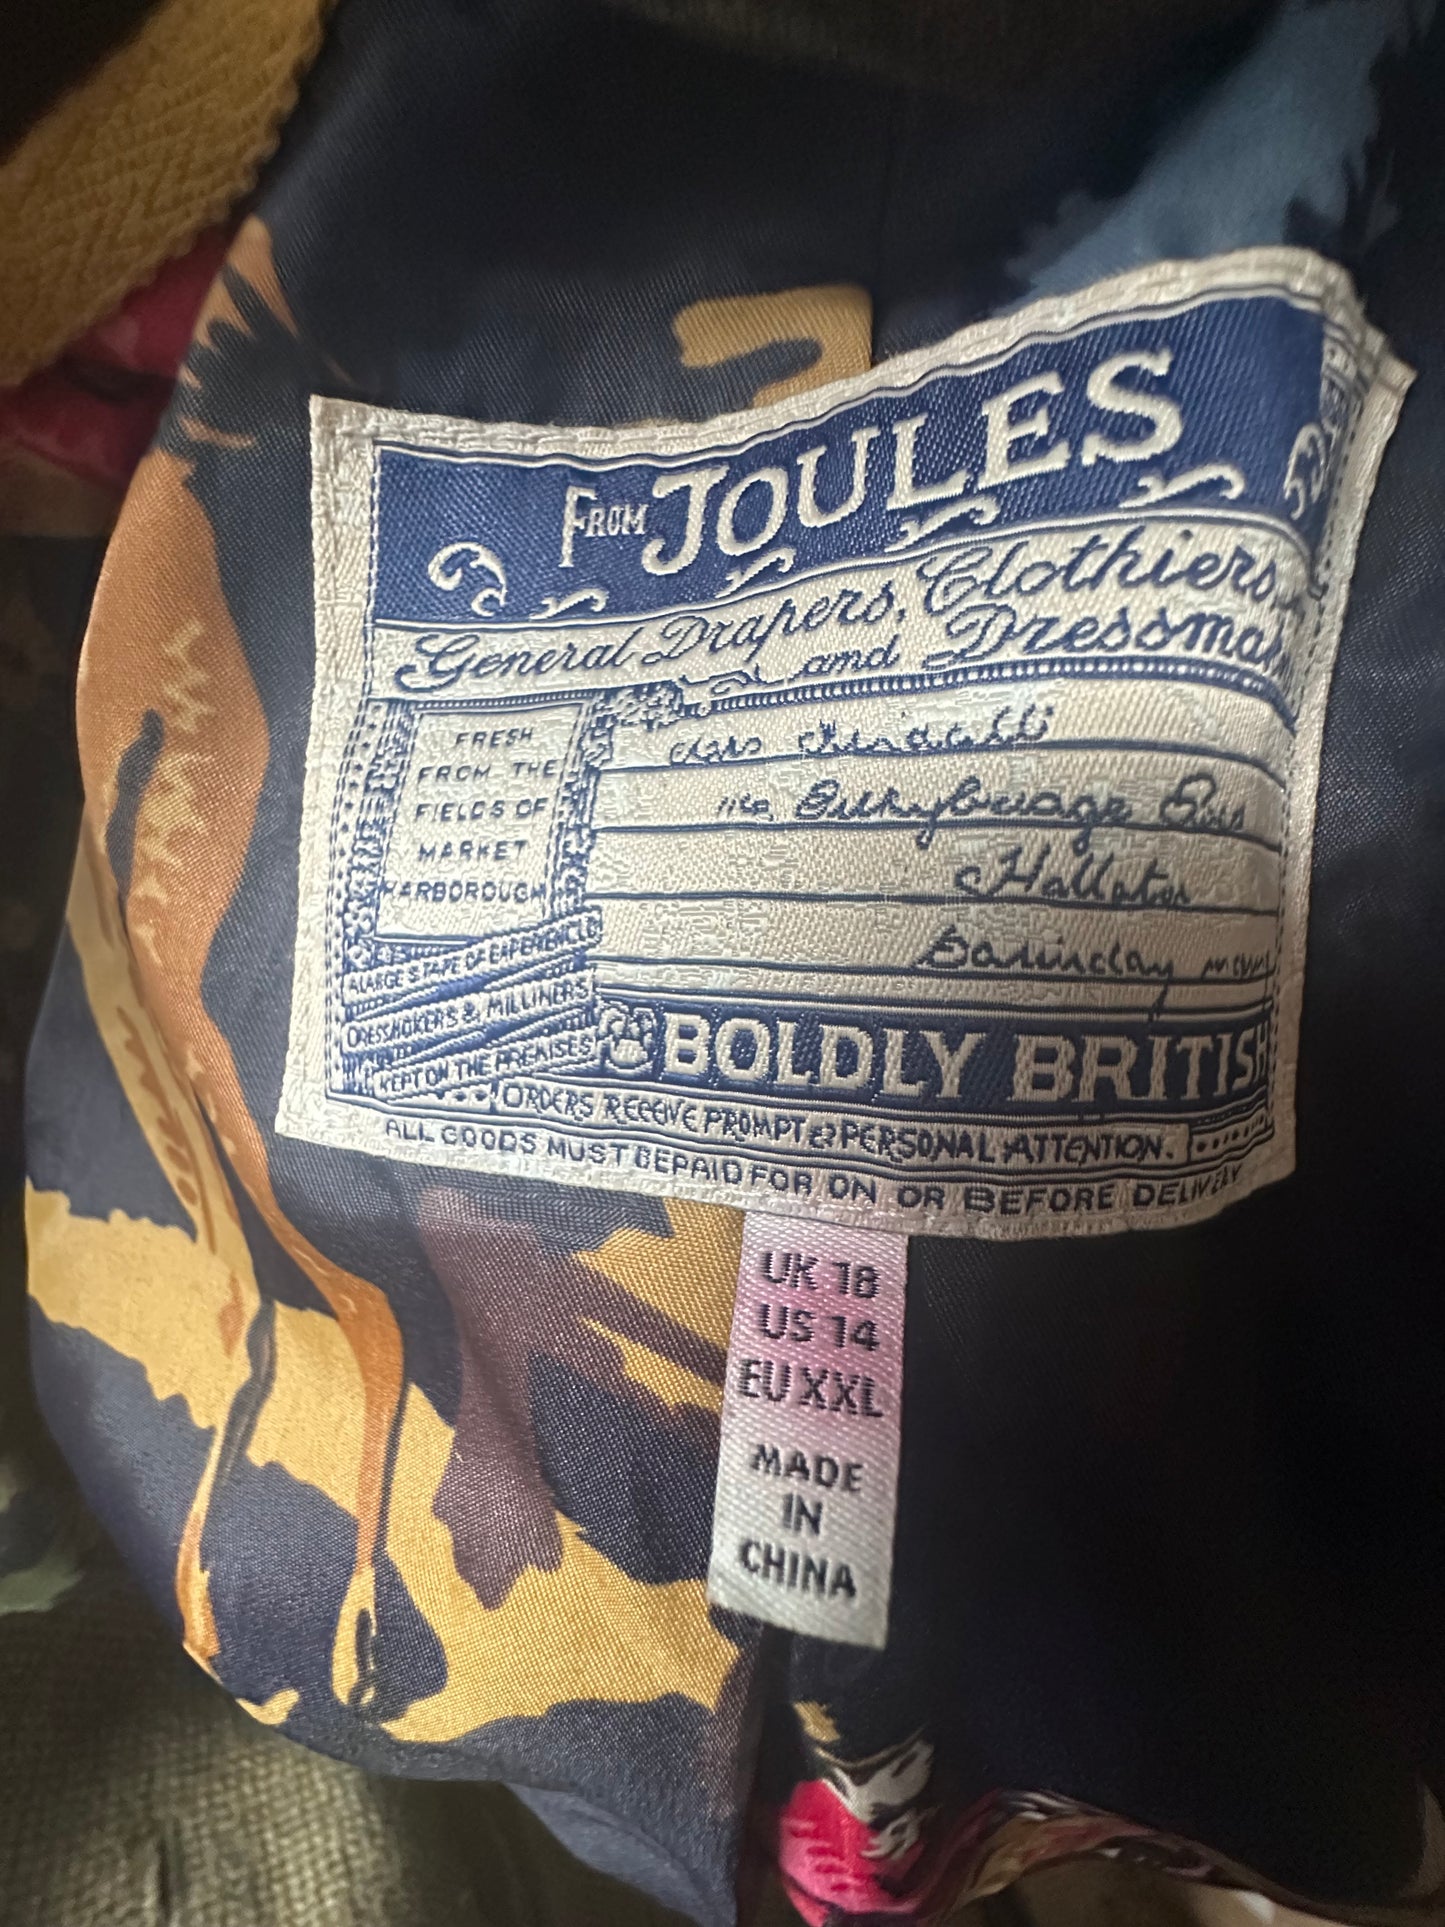 FROM JOULES
General Drapers, Clothiers,
and
FRESH
FROM THE
FIELDS OF
MARKET
HARBOROUGH
A LARGE STAFF OF EXPERIENCED
DRESSMAKERS & MILLINERS
KEPT ON THE PREMISES
Hallaton
BOLDLY BRITISH
ORDERS RECEIVE PROMPT & PERSONAL ATTENTION.
ALL GOODS MUST BE PAID FOR ON OR BEFORE DELIVERY
UK 18
US 14
EU XXL
MADE
IN
CHINA